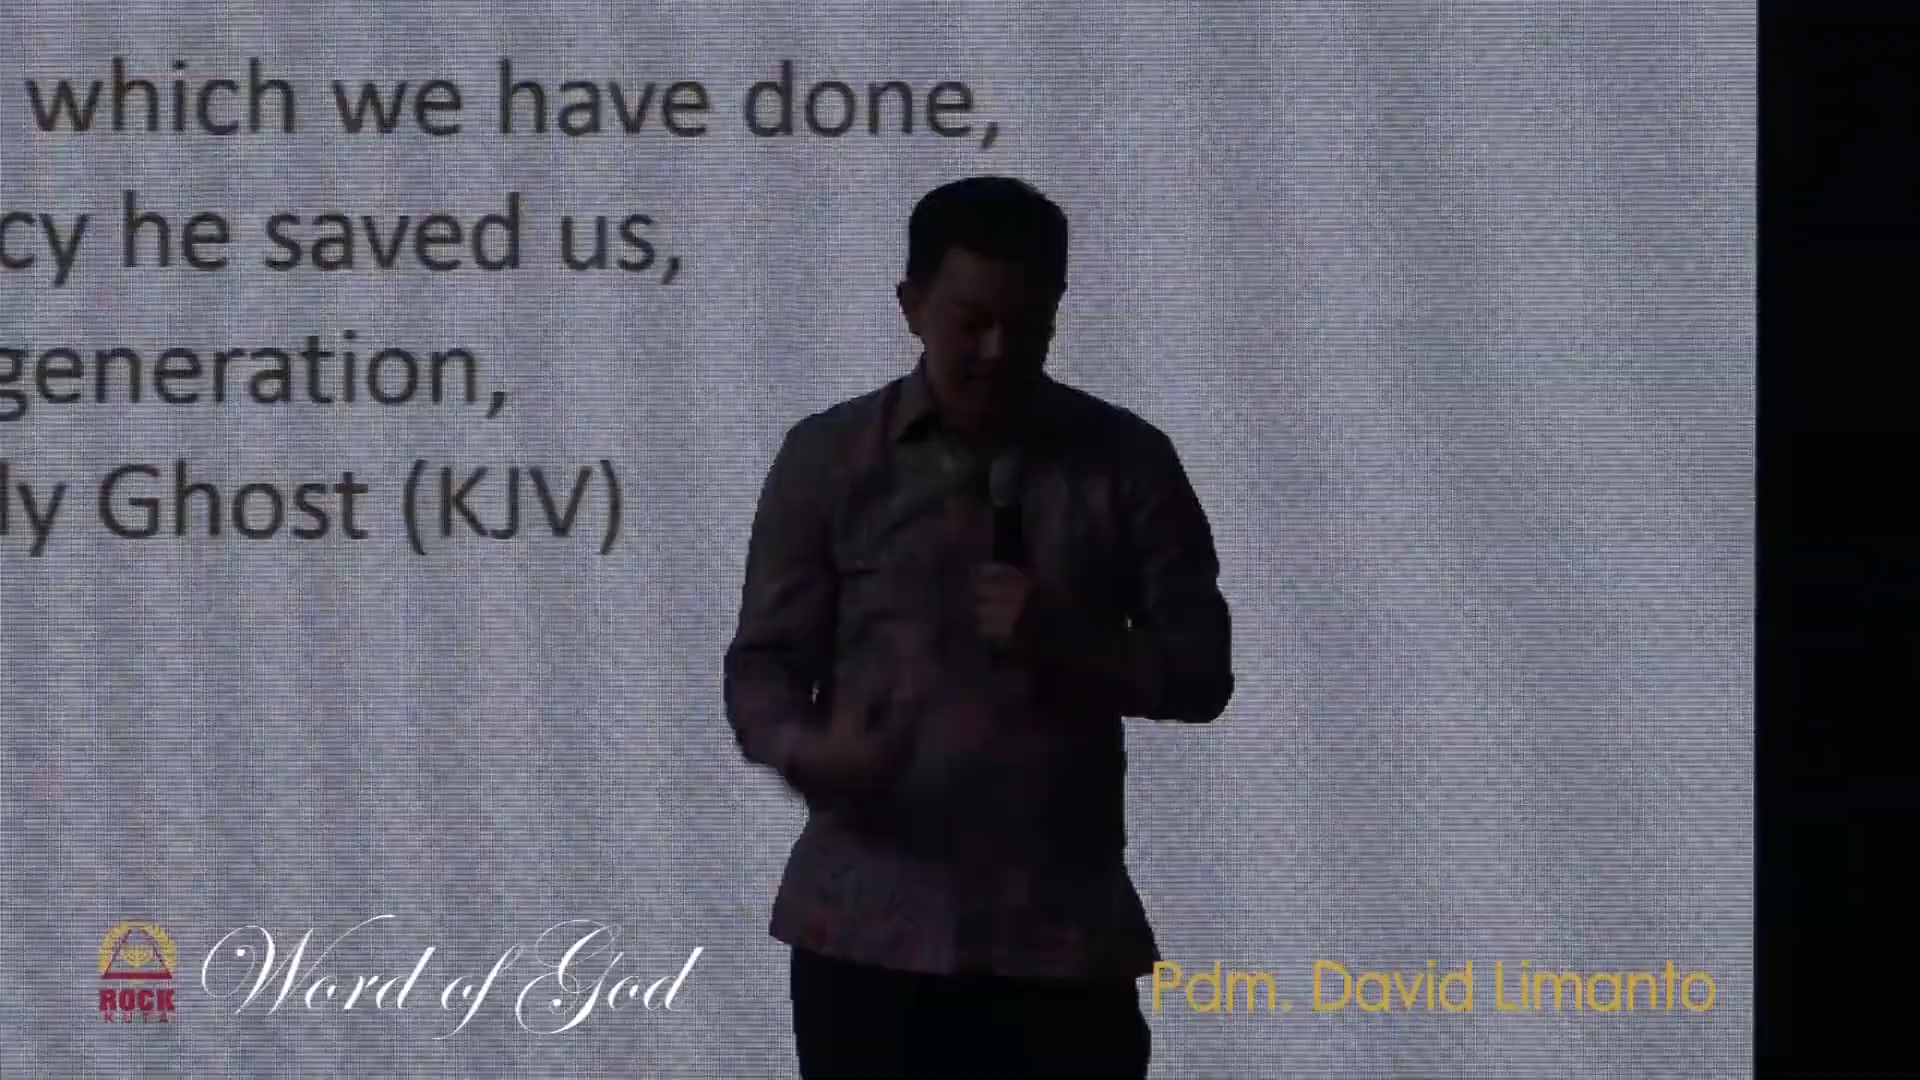 which we have done,
cy he saved us,
generation,
ly Ghost (KJV)
Word of God
ROCK
KUTA
Pdm. David Limanto